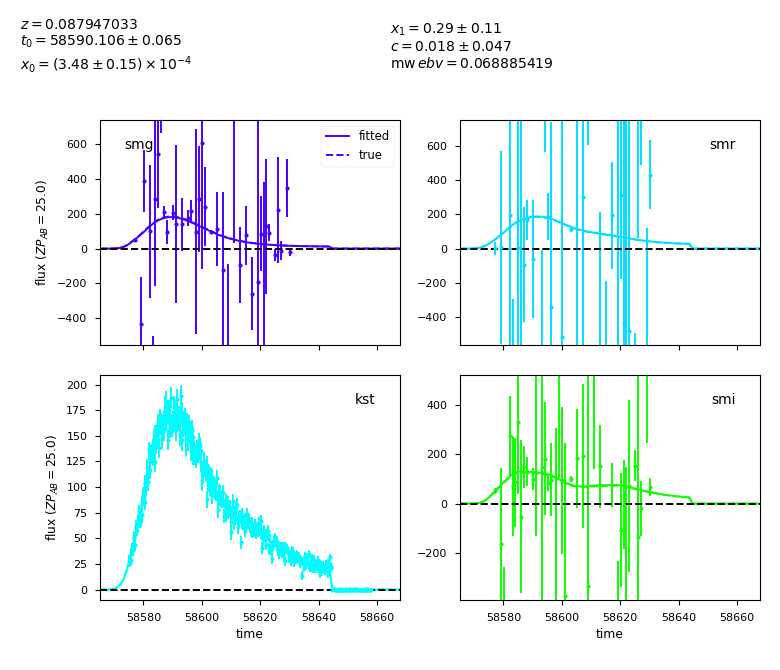 z = 0.087947033
t₀ = 58590.106 ± 0.065
x₀ = (3.48 ± 0.15) × 10⁻⁴
x₁ = 0.29 ± 0.11
c = 0.018 ± 0.047
mw ebv = 0.068885419
smg
fitted
true
600
400
200
0
−200
−400
flux (ZP_AB = 25.0)
smr
600
400
200
0
−200
−400
kst
200
175
150
125
100
75
50
25
0
flux (ZP_AB = 25.0)
58580 58600 58620 58640 58660
time
smi
400
200
0
−200
58580 58600 58620 58640 58660
time